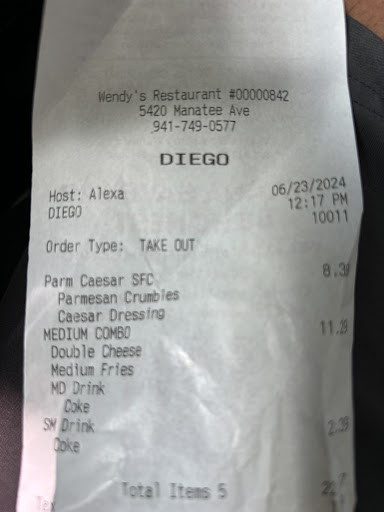 Wendy's Restaurant #00000842
5420 Manatee Ave
941-749-0577
DIEGO
Host: Alexa 06/23/2024
DIEGO 12:17 PM
10011
Order Type: TAKE OUT
Parm Caesar SFC
Parmesan Crumbles
Caesar Dressing
MEDIUM COMBO
Double Cheese
Medium Fries
MD Drink
Coke
SM Drink
Coke
Total Items 5
Tax